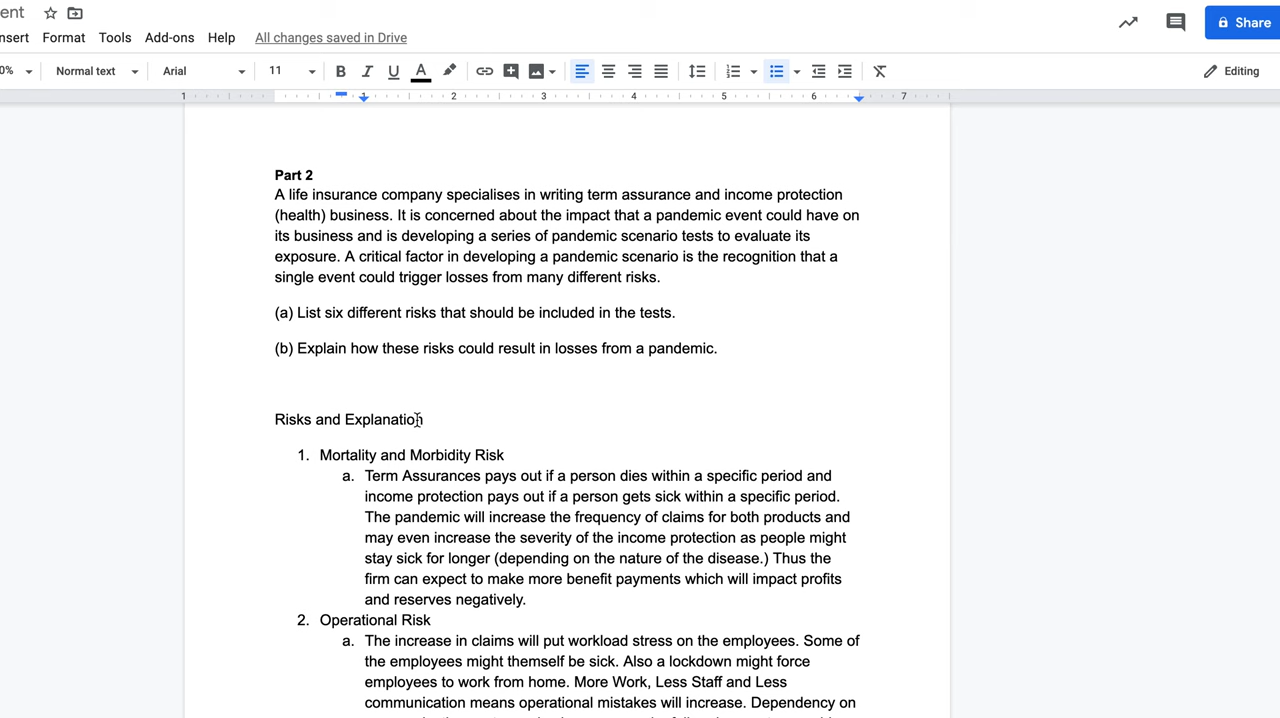 ent
nsert Format Tools Add-ons Help All changes saved in Drive
Share
0% Normal text Arial 11 B I U A Editing
1 1 2 3 4 5 6 7
Part 2
A life insurance company specialises in writing term assurance and income protection
(health) business. It is concerned about the impact that a pandemic event could have on
its business and is developing a series of pandemic scenario tests to evaluate its
exposure. A critical factor in developing a pandemic scenario is the recognition that a
single event could trigger losses from many different risks.
(a) List six different risks that should be included in the tests.
(b) Explain how these risks could result in losses from a pandemic.
Risks and Explanation
1. Mortality and Morbidity Risk
a. Term Assurances pays out if a person dies within a specific period and
income protection pays out if a person gets sick within a specific period.
The pandemic will increase the frequency of claims for both products and
may even increase the severity of the income protection as people might
stay sick for longer (depending on the nature of the disease.) Thus the
firm can expect to make more benefit payments which will impact profits
and reserves negatively.
2. Operational Risk
a. The increase in claims will put workload stress on the employees. Some of
the employees might themself be sick. Also a lockdown might force
employees to work from home. More Work, Less Staff and Less
communication means operational mistakes will increase. Dependency on